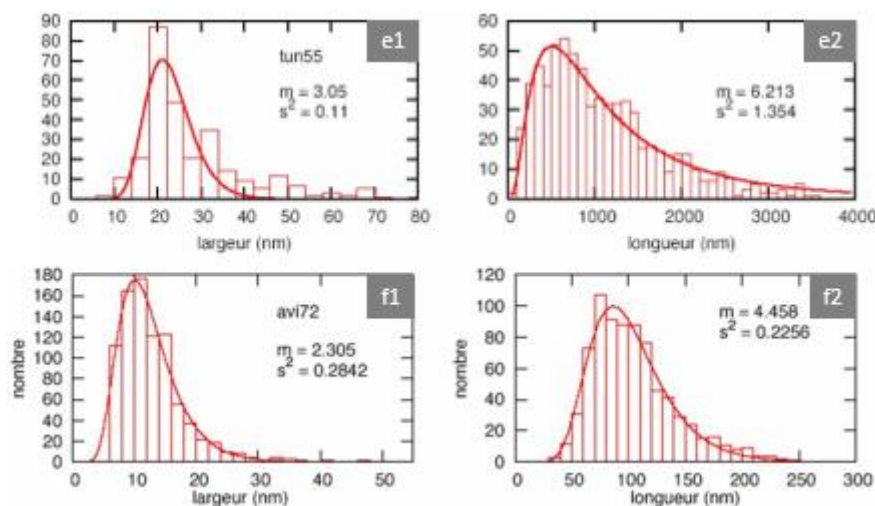 e1
tun55
m = 3.05
s² = 0.11
0 10 20 30 40 50 60 70 80 90
0 10 20 30 40 50 60 70 80
largeur (nm)
e2
m = 6.213
s² = 1.354
0 10 20 30 40 50 60
0 1000 2000 3000 4000
longueur (nm)
f1
avi72
m = 2.305
s² = 0.2842
nombre
0 20 40 60 80 100 120 140 160 180
0 10 20 30 40 50
largeur (nm)
f2
m = 4.458
s² = 0.2256
nombre
0 20 40 60 80 100 120
0 50 100 150 200 250 300
longueur (nm)